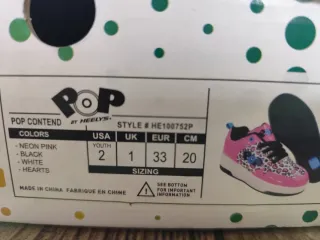 POP
BY HEELYS
POP CONTEND
STYLE # HE100752P
COLORS
USA UK EUR CM
- NEON PINK
- BLACK
- WHITE
- HEARTS
YOUTH
2 1 33 20
SIZING
MADE IN CHINA FABRIQUE EN CHINE
SEE BOTTOM
FOR IMPORTANT
INFORMATION